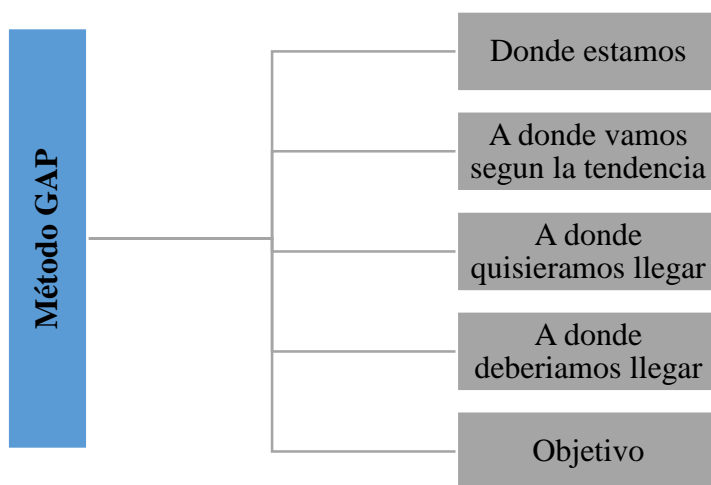 Método GAP
Donde estamos
A donde vamos
segun la tendencia
A donde
quisieramos llegar
A donde
deberiamos llegar
Objetivo